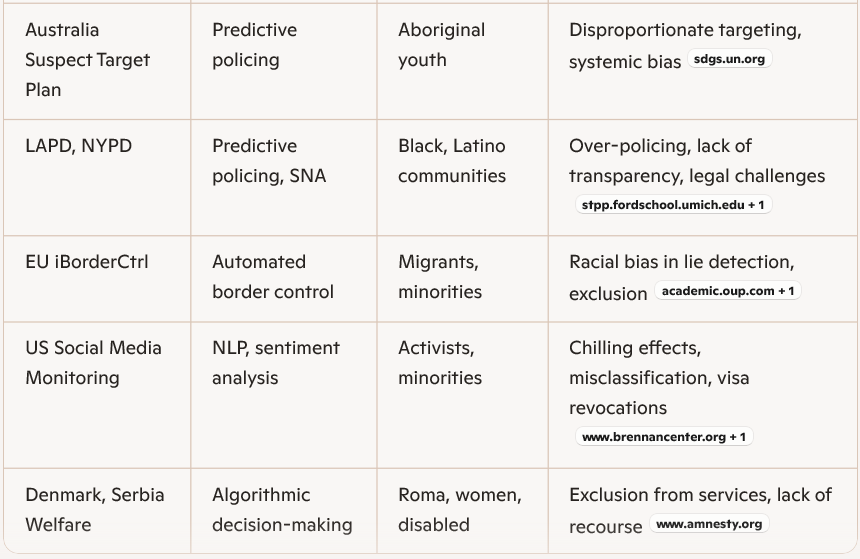 Australia
Suspect Target
Plan
Predictive
policing
Aboriginal
youth
Disproportionate targeting,
systemic bias sdgs.un.org
LAPD, NYPD
Predictive
policing, SNA
Black, Latino
communities
Over-policing, lack of
transparency, legal challenges
stpp.fordschool.umich.edu + 1
EU iBorderCtrl
Automated
border control
Migrants,
minorities
Racial bias in lie detection,
exclusion academic.oup.com + 1
US Social Media
Monitoring
NLP, sentiment
analysis
Activists,
minorities
Chilling effects,
misclassification, visa
revocations
www.brennancenter.org + 1
Denmark, Serbia
Welfare
Algorithmic
decision-making
Roma, women,
disabled
Exclusion from services, lack of
recourse www.amnesty.org